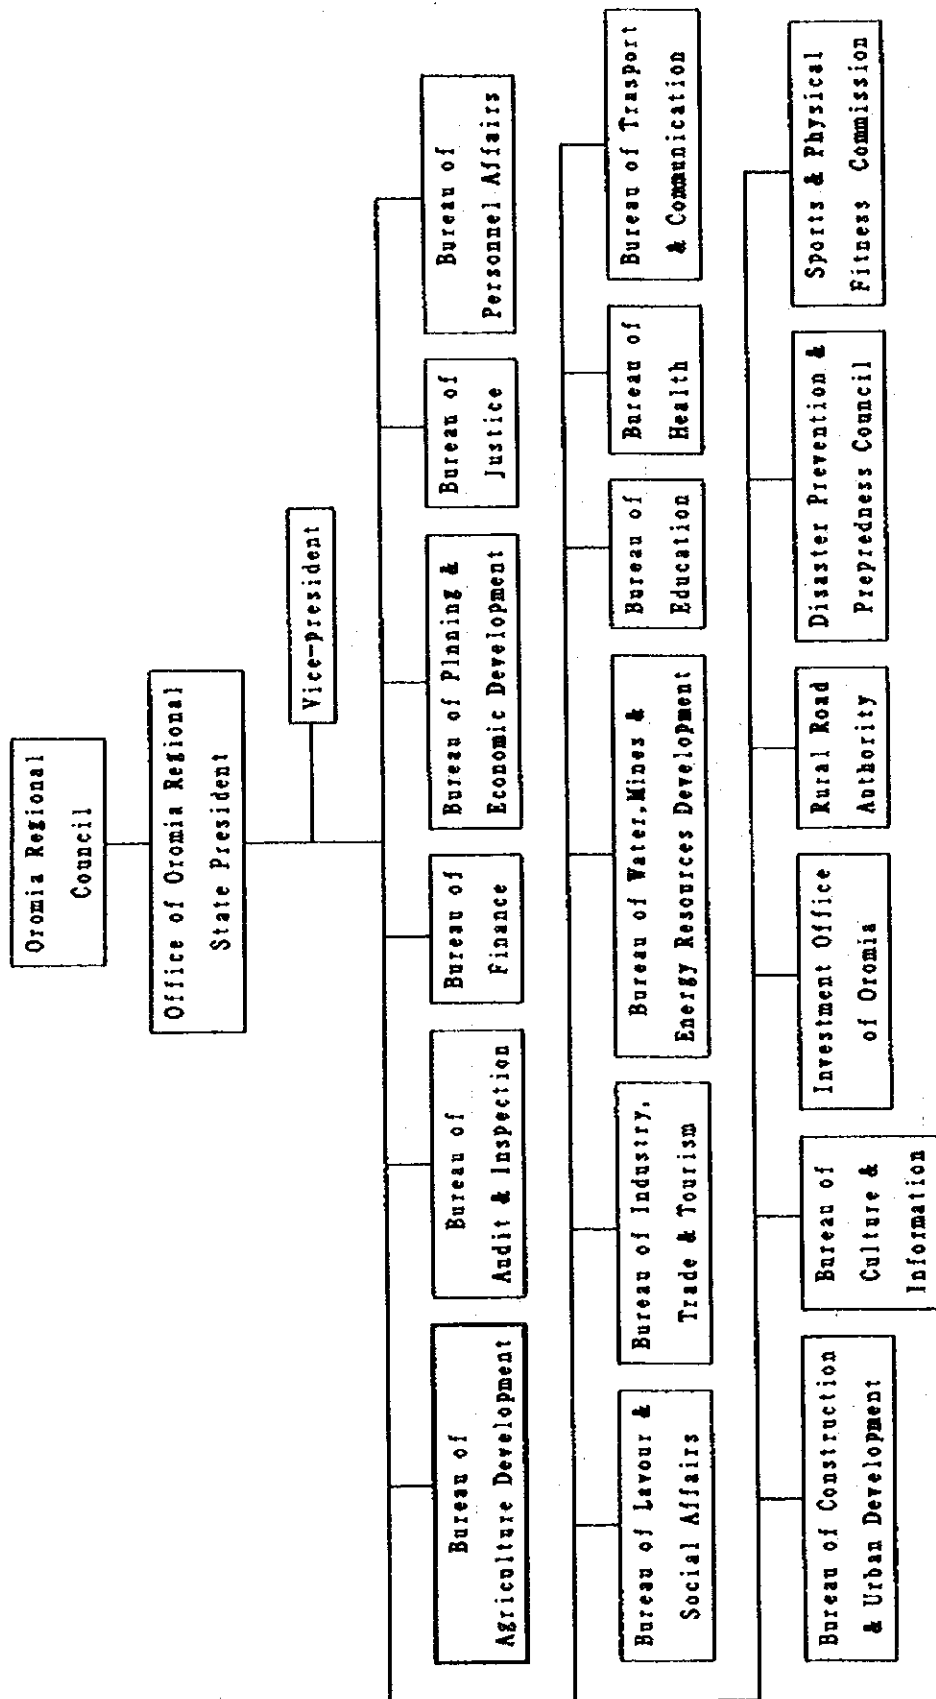 Oromia Regional
Council
Office of Oromia Regional
State President
Vice-president
Bureau of
Agriculture Development
Bureau of
Audit & Inspection
Bureau of
Finance
Bureau of Plnning &
Economic Development
Bureau of
Justice
Bureau of
Personnel Affairs
Bureau of Lavour &
Social Affairs
Bureau of Industry,
Trade & Tourism
Bureau of Water, Mines &
Energy Resources Development
Bureau of
Education
Bureau of
Health
Bureau of Trasport
& Communication
Bureau of Construction
& Urban Development
Bureau of
Culture &
Information
Investment Office
of Oromia
Rural Road
Authority
Disaster Prevention &
Prepredness Council
Sports & Physical
Fitness Commission